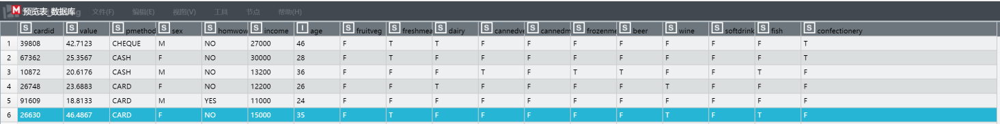 预览表_数据库 文件(F) 编辑(E) 视图(V) 工具 节点 帮助(H)
S cardid S value S pmethod S sex S homwow S income I age S fruitveg S freshmea S dairy S cannedve S cannedm S frozenme S beer S wine S softdrink S fish S confectionery
1 39808 42.7123 CHEQUE M NO 27000 46 F T T F F F F F F F T
2 67362 25.3567 CASH F NO 30000 28 F T F F F F F F F F T
3 10872 20.6176 CASH M NO 13200 36 F F F T F T T F F T F
4 26748 23.6883 CARD F NO 12200 26 F F T F F F F T F F F
5 91609 18.8133 CARD M YES 11000 24 F F F F F F F F F F F
6 26630 46.4867 CARD F NO 15000 35 F T F F F F F T F T F